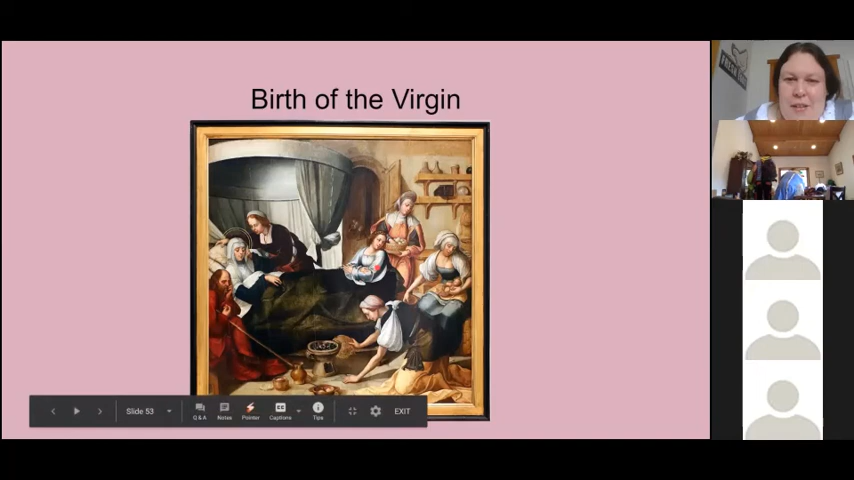 Birth of the Virgin
Slide 53
Q & A
Notes
Pointer
Captions
Tips
EXIT